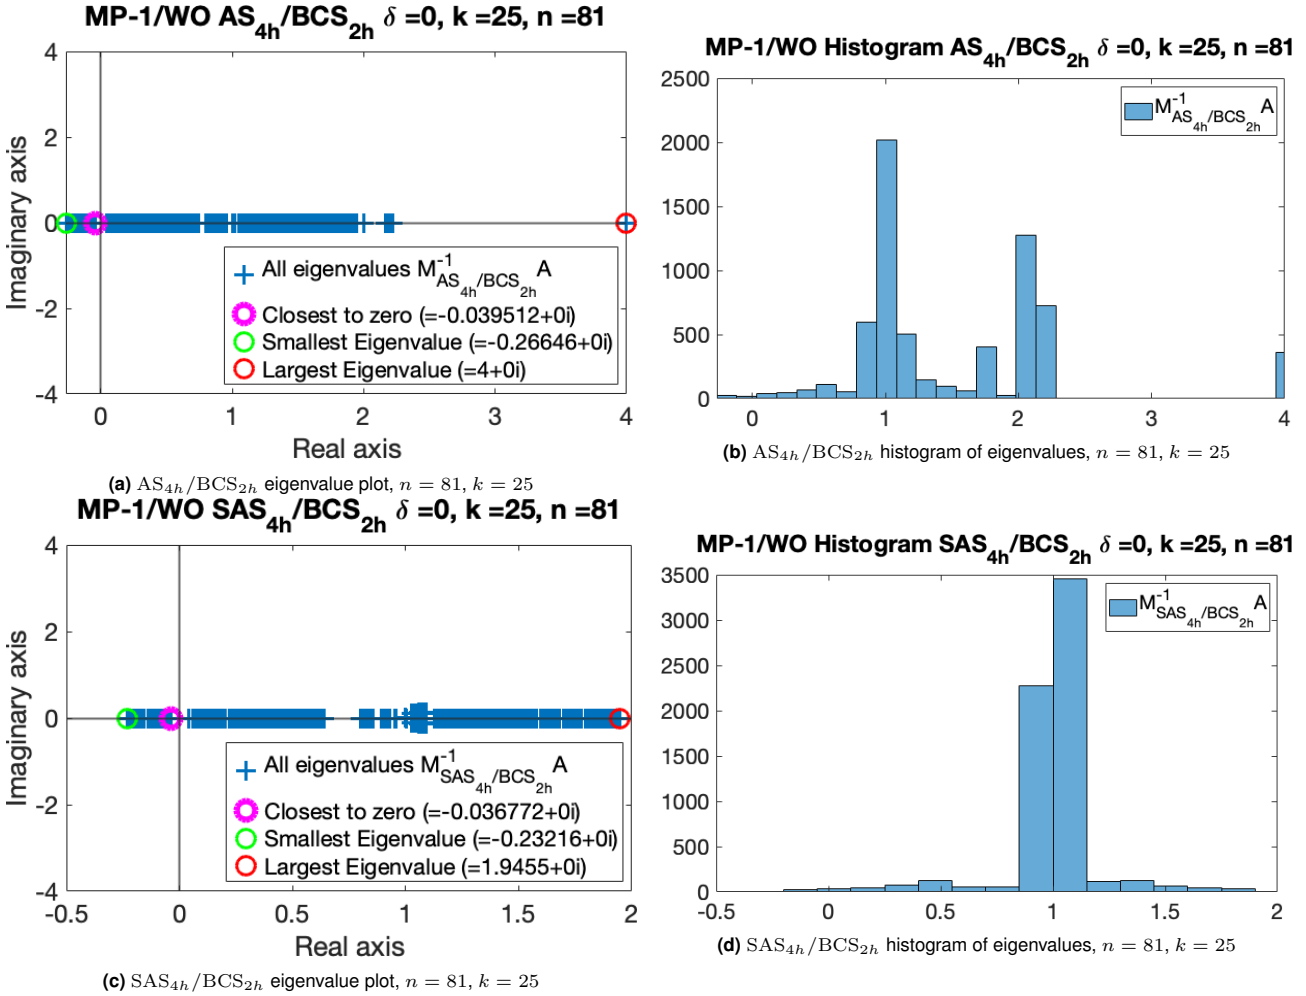 MP-1/WO AS4h/BCS2h δ =0, k =25, n =81
4
2
0
-2
-4
Imaginary axis
0 1 2 3 4
Real axis
All eigenvalues M-1AS4h/BCS2h A
Closest to zero (=-0.039512+0i)
Smallest Eigenvalue (=-0.26646+0i)
Largest Eigenvalue (=4+0i)
(a) AS4h/BCS2h eigenvalue plot, n = 81, k = 25
MP-1/WO Histogram AS4h/BCS2h δ =0, k =25, n =81
2500
2000
1500
1000
500
0
0 1 2 3 4
M-1AS4h/BCS2h A
(b) AS4h/BCS2h histogram of eigenvalues, n = 81, k = 25
MP-1/WO SAS4h/BCS2h δ =0, k =25, n =81
4
2
0
-2
-4
Imaginary axis
-0.5 0 0.5 1 1.5 2
Real axis
All eigenvalues M-1SAS4h/BCS2h A
Closest to zero (=-0.036772+0i)
Smallest Eigenvalue (=-0.23216+0i)
Largest Eigenvalue (=1.9455+0i)
(c) SAS4h/BCS2h eigenvalue plot, n = 81, k = 25
MP-1/WO Histogram SAS4h/BCS2h δ =0, k =25, n =81
3500
3000
2500
2000
1500
1000
500
0
-0.5 0 0.5 1 1.5 2
M-1SAS4h/BCS2h A
(d) SAS4h/BCS2h histogram of eigenvalues, n = 81, k = 25